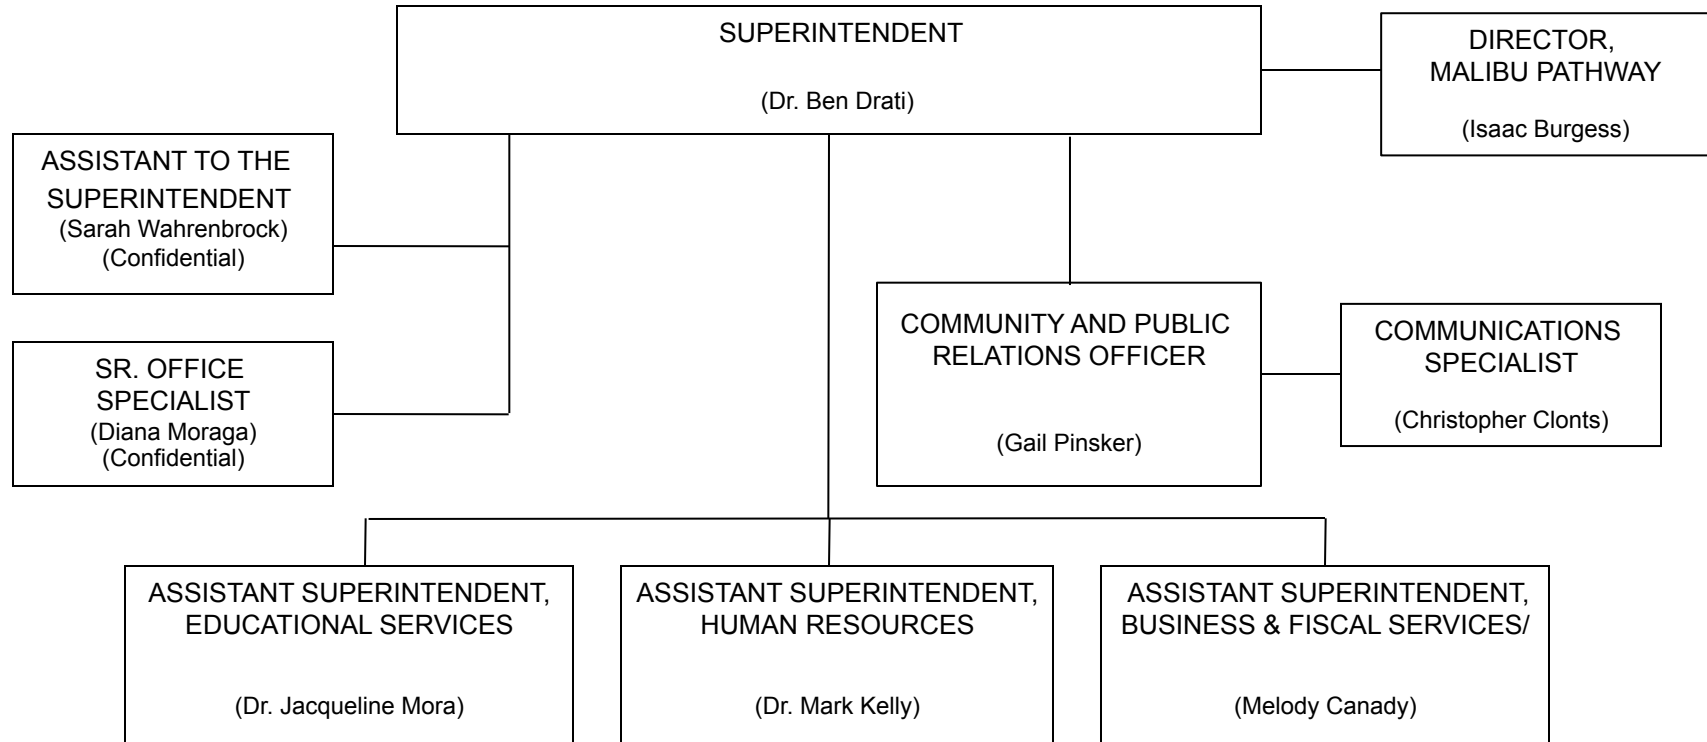 SUPERINTENDENT
(Dr. Ben Drati)
DIRECTOR,
MALIBU PATHWAY
(Isaac Burgess)
ASSISTANT TO THE
SUPERINTENDENT
(Sarah Wahrenbrock)
(Confidential)
SR. OFFICE
SPECIALIST
(Diana Moraga)
(Confidential)
COMMUNITY AND PUBLIC
RELATIONS OFFICER
(Gail Pinsker)
COMMUNICATIONS
SPECIALIST
(Christopher Clonts)
ASSISTANT SUPERINTENDENT,
EDUCATIONAL SERVICES
(Dr. Jacqueline Mora)
ASSISTANT SUPERINTENDENT,
HUMAN RESOURCES
(Dr. Mark Kelly)
ASSISTANT SUPERINTENDENT,
BUSINESS & FISCAL SERVICES/
(Melody Canady)